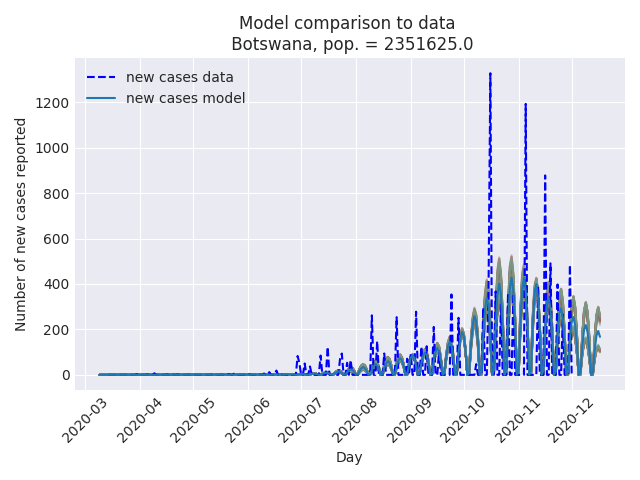 Model comparison to data
Botswana, pop. = 2351625.0
new cases data
new cases model
Number of new cases reported
1200
1000
800
600
400
200
0
2020-03
2020-04
2020-05
2020-06
2020-07
2020-08
2020-09
2020-10
2020-11
2020-12
Day